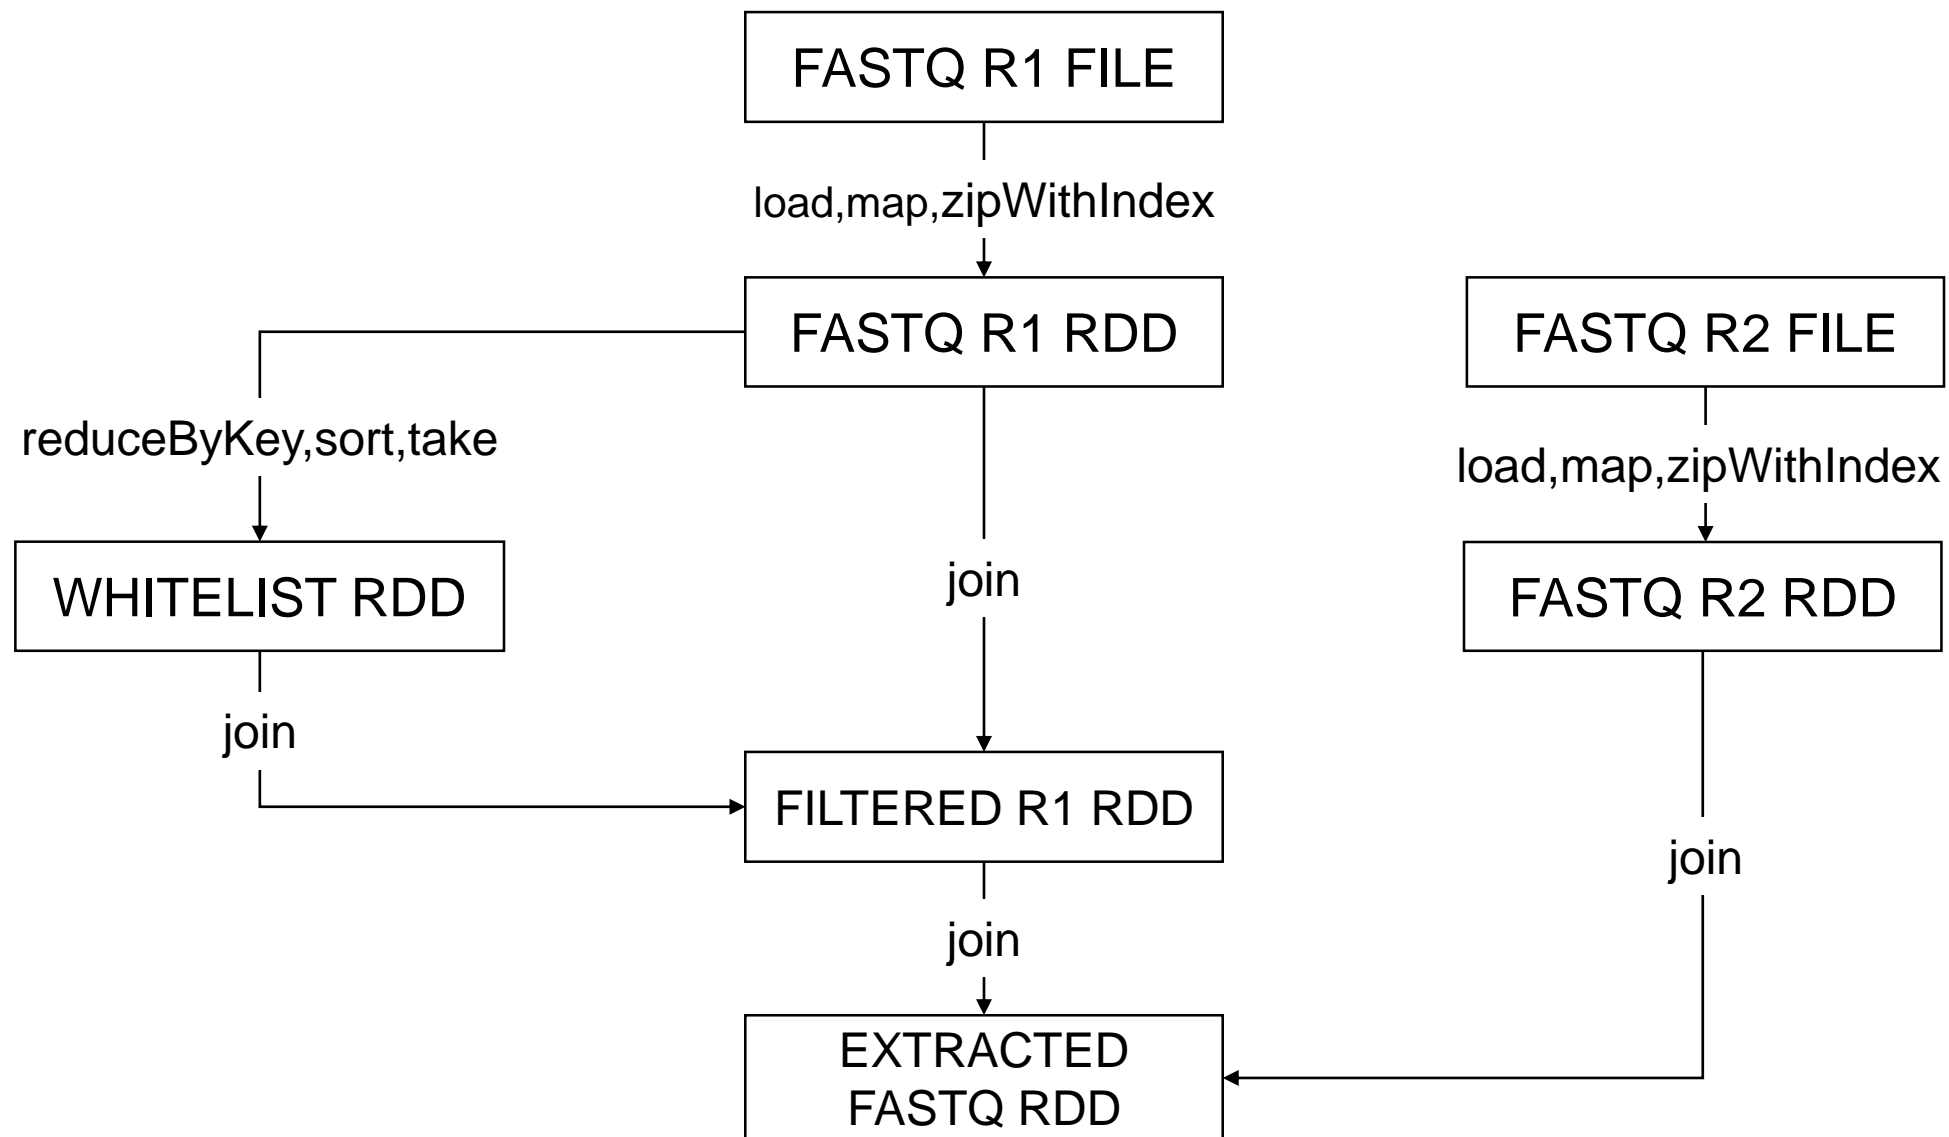 FASTQ R1 FILE
load,map,zipWithIndex
FASTQ R1 RDD
FASTQ R2 FILE
reduceByKey,sort,take
load,map,zipWithIndex
WHITELIST RDD
join
FASTQ R2 RDD
join
FILTERED R1 RDD
join
join
EXTRACTED
FASTQ RDD